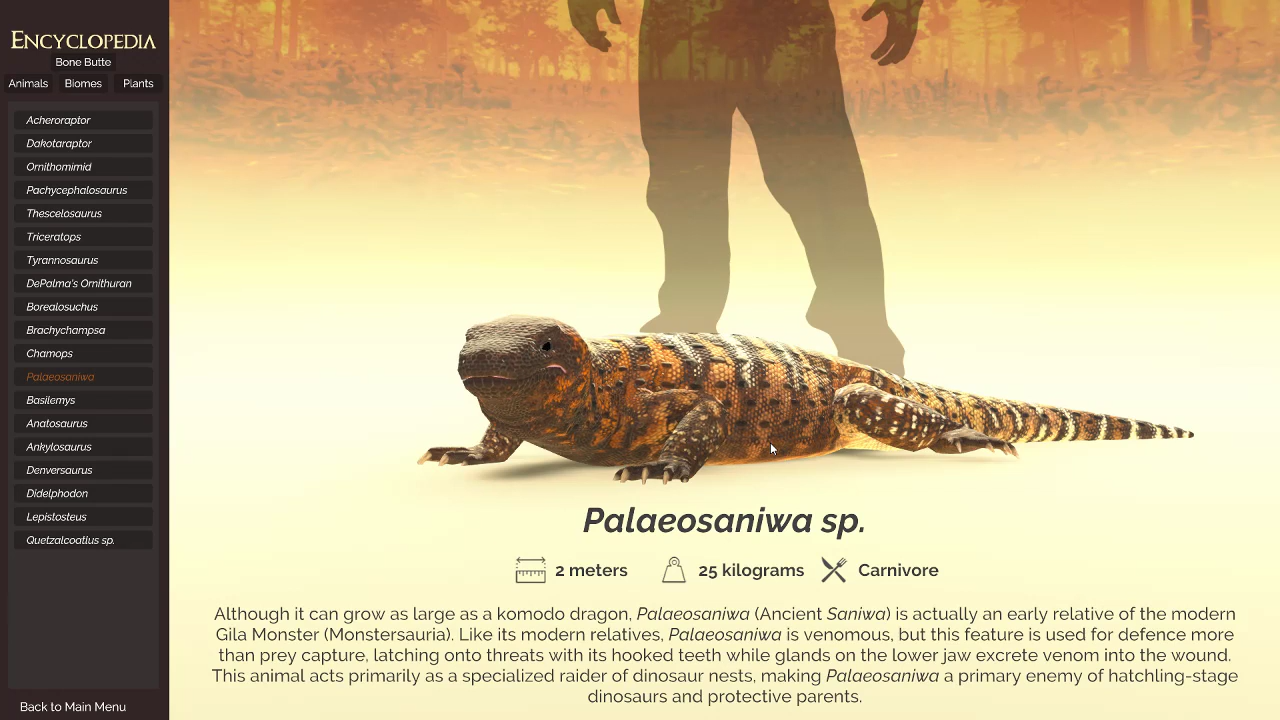 ENCYCLOPEDIA
Bone Butte
Animals Biomes Plants
Acheroraptor
Dakotaraptor
Ornithomimid
Pachycephalosaurus
Thescelosaurus
Triceratops
Tyrannosaurus
DePalma's Ornithuran
Borealosuchus
Brachychampsa
Chamops
Palaeosaniwa
Basilemys
Anatosaurus
Ankylosaurus
Denversaurus
Didelphodon
Lepistosteus
Quetzalcoatlus sp.
Back to Main Menu
Palaeosaniwa sp.
2 meters 25 kilograms Carnivore
Although it can grow as large as a komodo dragon, Palaeosaniwa (Ancient Saniwa) is actually an early relative of the modern
Gila Monster (Monstersauria). Like its modern relatives, Palaeosaniwa is venomous, but this feature is used for defence more
than prey capture, latching onto threats with its hooked teeth while glands on the lower jaw excrete venom into the wound.
This animal acts primarily as a specialized raider of dinosaur nests, making Palaeosaniwa a primary enemy of hatchling-stage
dinosaurs and protective parents.